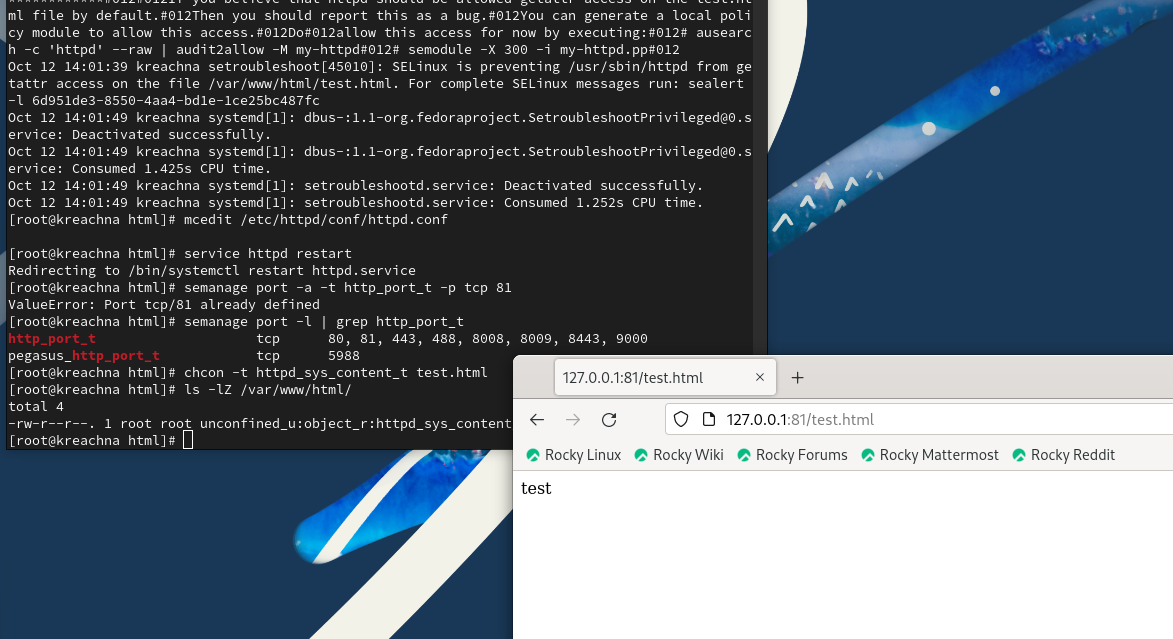 ************#012#012If you believe that httpd should be allowed getattr access on the test.ht
ml file by default.#012Then you should report this as a bug.#012You can generate a local poli
cy module to allow this access.#012Do#012allow this access for now by executing:#012# ausearc
h -c 'httpd' --raw | audit2allow -M my-httpd#012# semodule -X 300 -i my-httpd.pp#012
Oct 12 14:01:39 kreachna setroubleshoot[45010]: SELinux is preventing /usr/sbin/httpd from ge
tattr access on the file /var/www/html/test.html. For complete SELinux messages run: sealert
-l 6d951de3-8550-4aa4-bd1e-1ce25bc487fc
Oct 12 14:01:49 kreachna systemd[1]: dbus-:1.1-org.fedoraproject.SetroubleshootPrivileged@0.s
ervice: Deactivated successfully.
Oct 12 14:01:49 kreachna systemd[1]: dbus-:1.1-org.fedoraproject.SetroubleshootPrivileged@0.s
ervice: Consumed 1.425s CPU time.
Oct 12 14:01:49 kreachna systemd[1]: setroubleshootd.service: Deactivated successfully.
Oct 12 14:01:49 kreachna systemd[1]: setroubleshootd.service: Consumed 1.252s CPU time.
[root@kreachna html]# mcedit /etc/httpd/conf/httpd.conf
[root@kreachna html]# service httpd restart
Redirecting to /bin/systemctl restart httpd.service
[root@kreachna html]# semanage port -a -t http_port_t -p tcp 81
ValueError: Port tcp/81 already defined
[root@kreachna html]# semanage port -l | grep http_port_t
http_port_t tcp 80, 81, 443, 488, 8008, 8009, 8443, 9000
pegasus_http_port_t tcp 5988
[root@kreachna html]# chcon -t httpd_sys_content_t test.html
[root@kreachna html]# ls -lZ /var/www/html/
total 4
-rw-r--r--. 1 root root unconfined_u:object_r:httpd_sys_content
[root@kreachna html]#
127.0.0.1:81/test.html
127.0.0.1:81/test.html
Rocky Linux Rocky Wiki Rocky Forums Rocky Mattermost Rocky Reddit
test